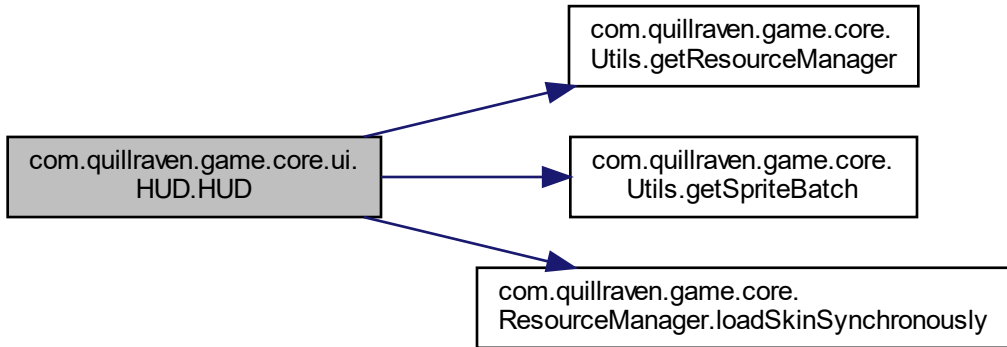 com.quillraven.game.core.
Utils.getResourceManager
com.quillraven.game.core.ui.
HUD.HUD
com.quillraven.game.core.
Utils.getSpriteBatch
com.quillraven.game.core.
ResourceManager.loadSkinSynchronously